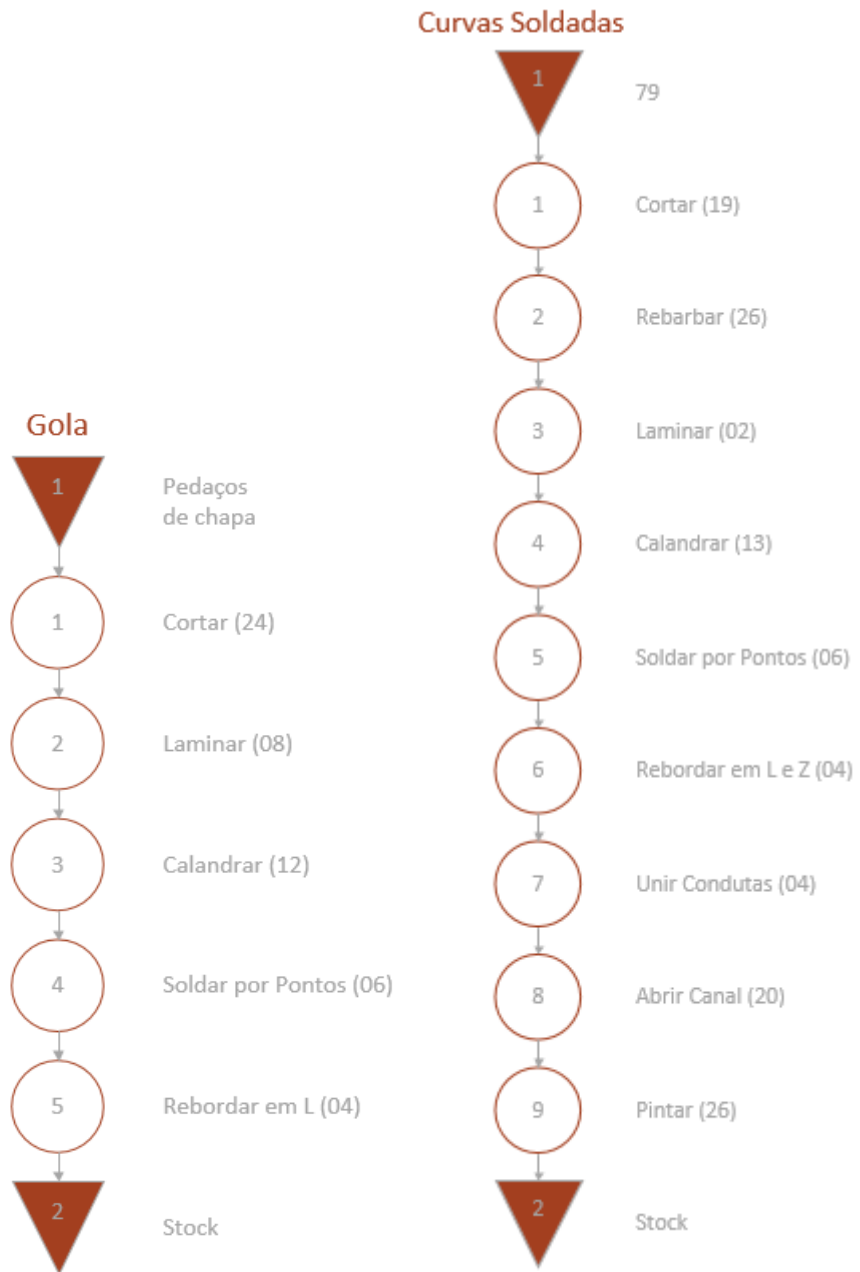 Gola
1
Pedaços
de chapa
1
Cortar (24)
2
Laminar (08)
3
Calandrar (12)
4
Soldar por Pontos (06)
5
Rebordar em L (04)
2
Stock
Curvas Soldadas
1
79
1
Cortar (19)
2
Rebarbar (26)
3
Laminar (02)
4
Calandrar (13)
5
Soldar por Pontos (06)
6
Rebordar em L e Z (04)
7
Unir Condutas (04)
8
Abrir Canal (20)
9
Pintar (26)
2
Stock